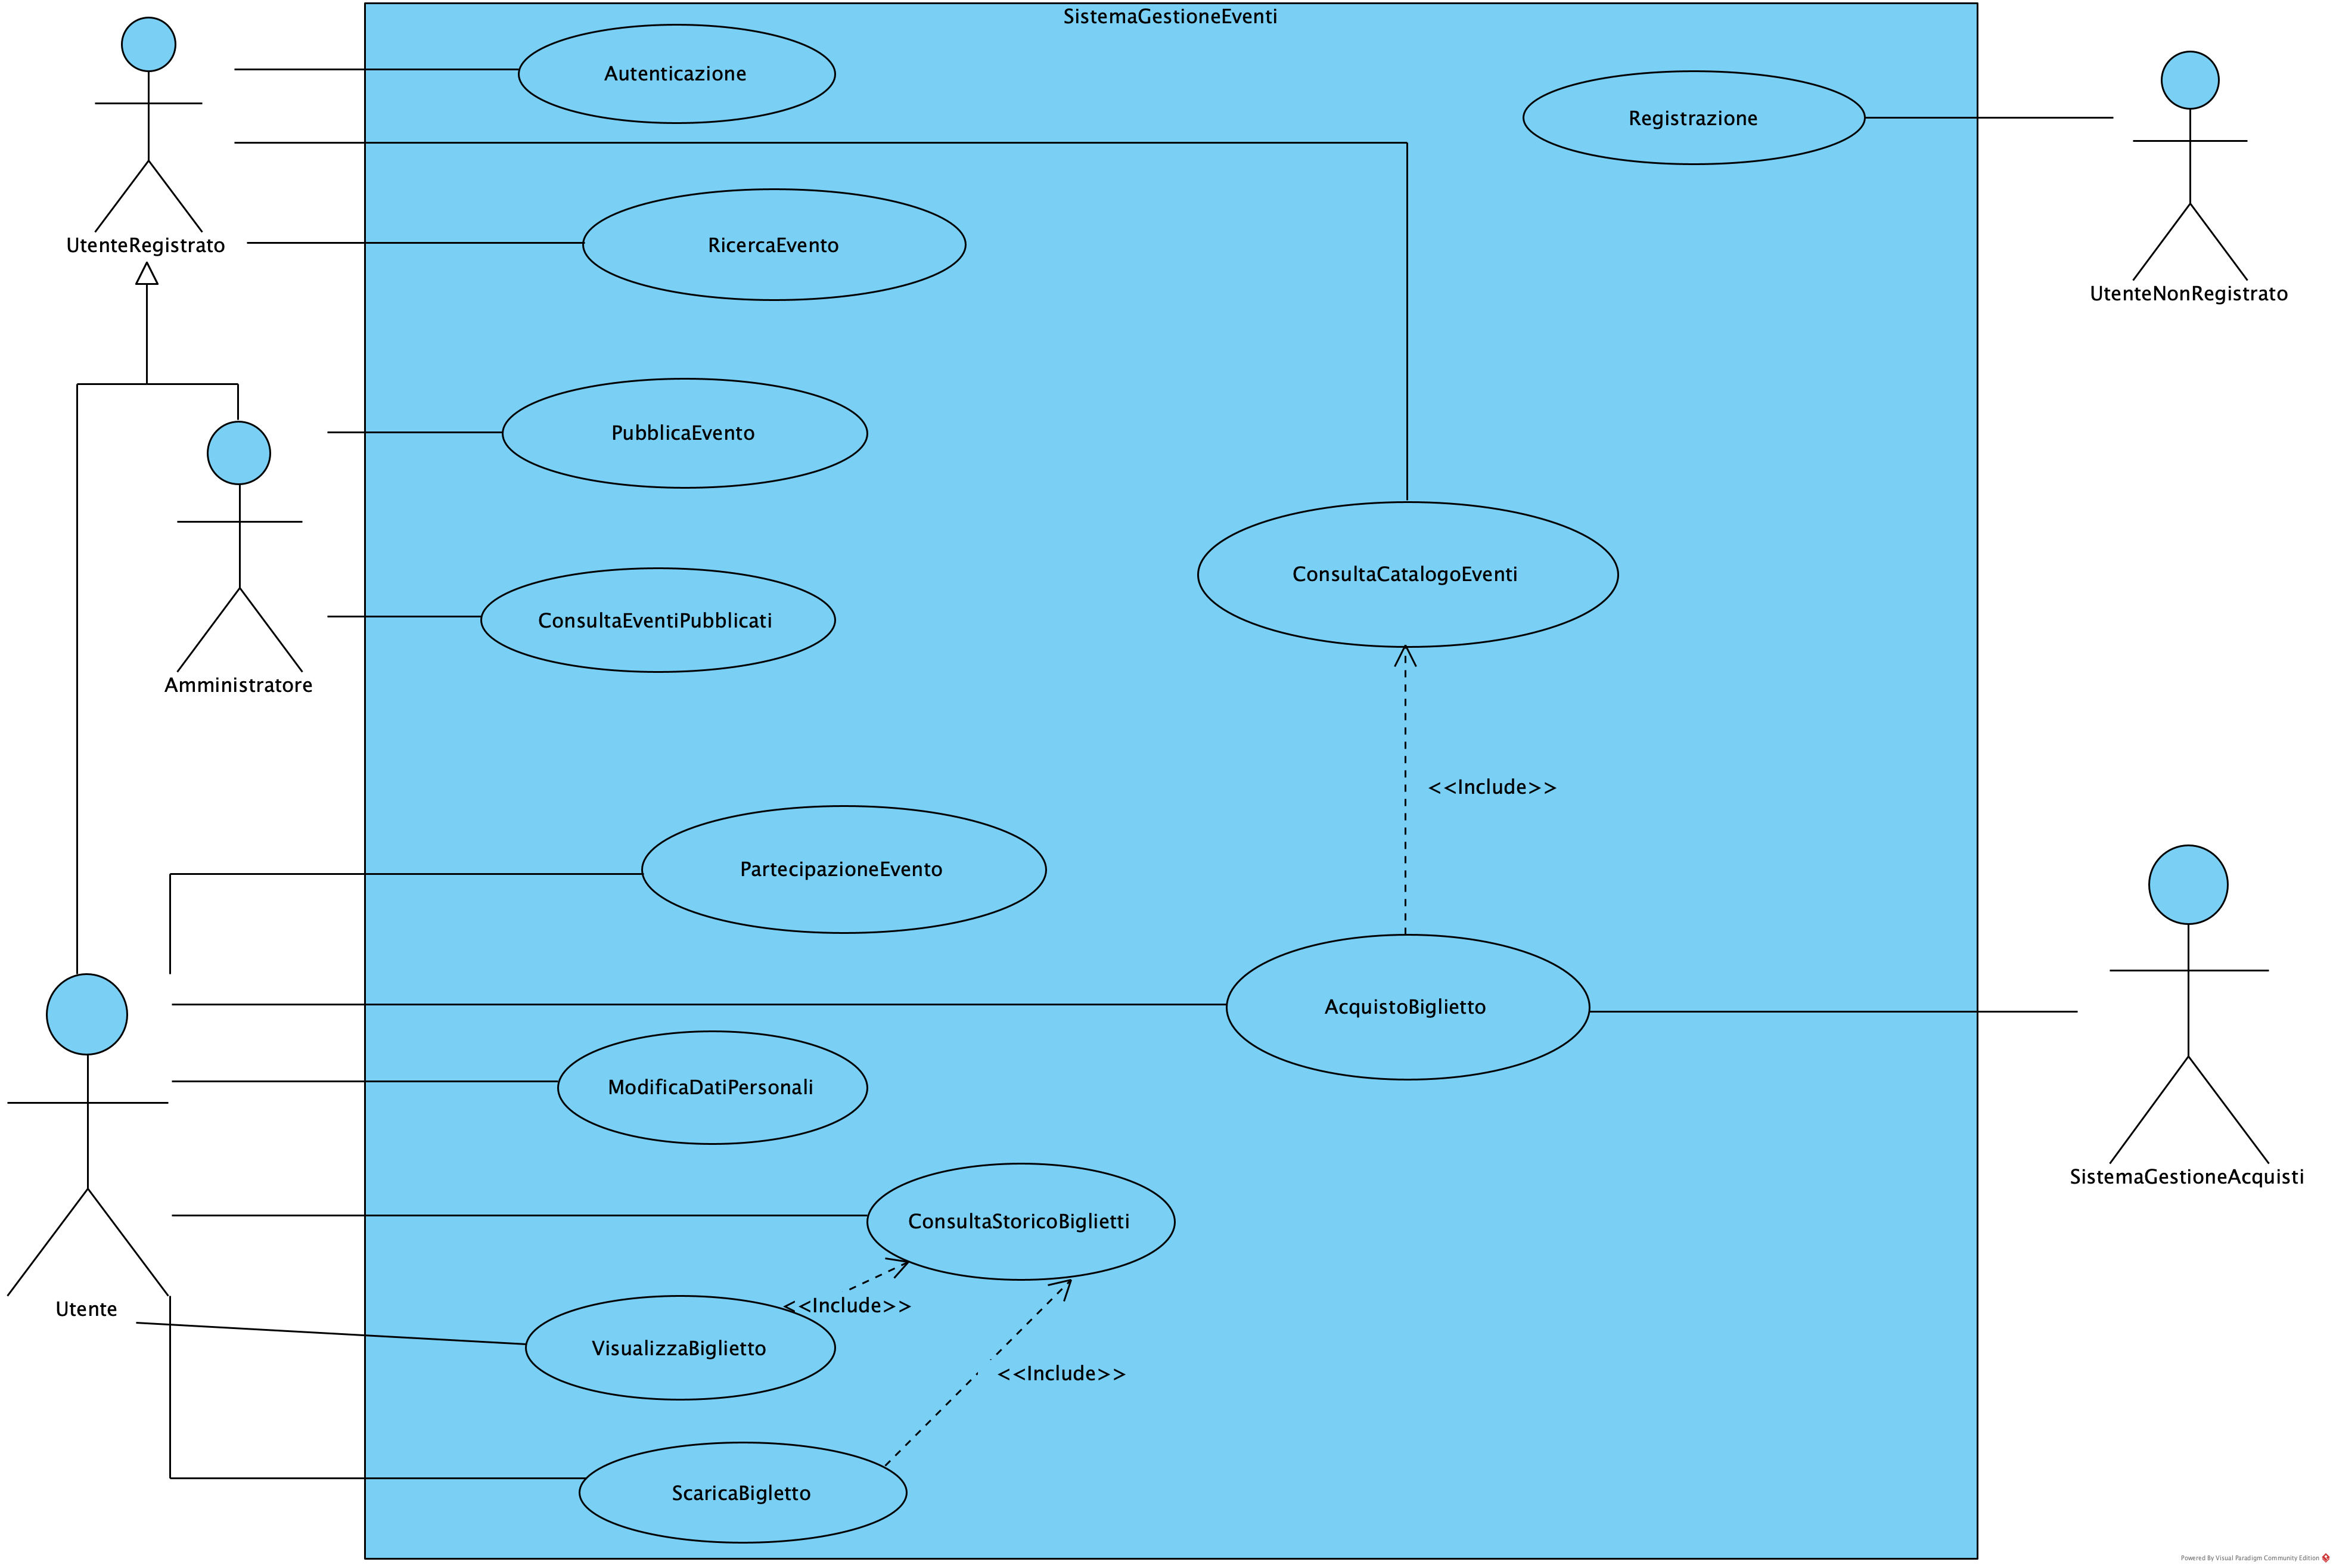 SistemaGestioneEventi
Autenticazione
Registrazione
UtenteRegistrato
RicercaEvento
UtenteNonRegistrato
PubblicaEvento
ConsultaCatalogoEventi
ConsultaEventiPubblicati
Amministratore
<<Include>>
PartecipazioneEvento
AcquistoBiglietto
ModificaDatiPersonali
SistemaGestioneAcquisti
ConsultaStoricoBiglietti
<<Include>>
Utente
VisualizzaBiglietto
<<Include>>
ScaricaBigletto
Powered By Visual Paradigm Community Edition